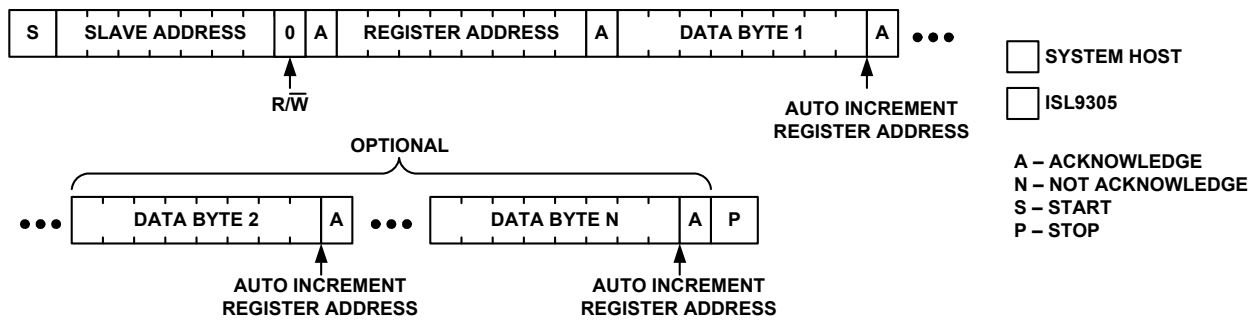 S SLAVE ADDRESS 0 A REGISTER ADDRESS A DATA BYTE 1 A •••
R/W̅
AUTO INCREMENT
REGISTER ADDRESS
SYSTEM HOST
ISL9305
A – ACKNOWLEDGE
N – NOT ACKNOWLEDGE
S – START
P – STOP
OPTIONAL
••• DATA BYTE 2 A ••• DATA BYTE N A P
AUTO INCREMENT
REGISTER ADDRESS
AUTO INCREMENT
REGISTER ADDRESS